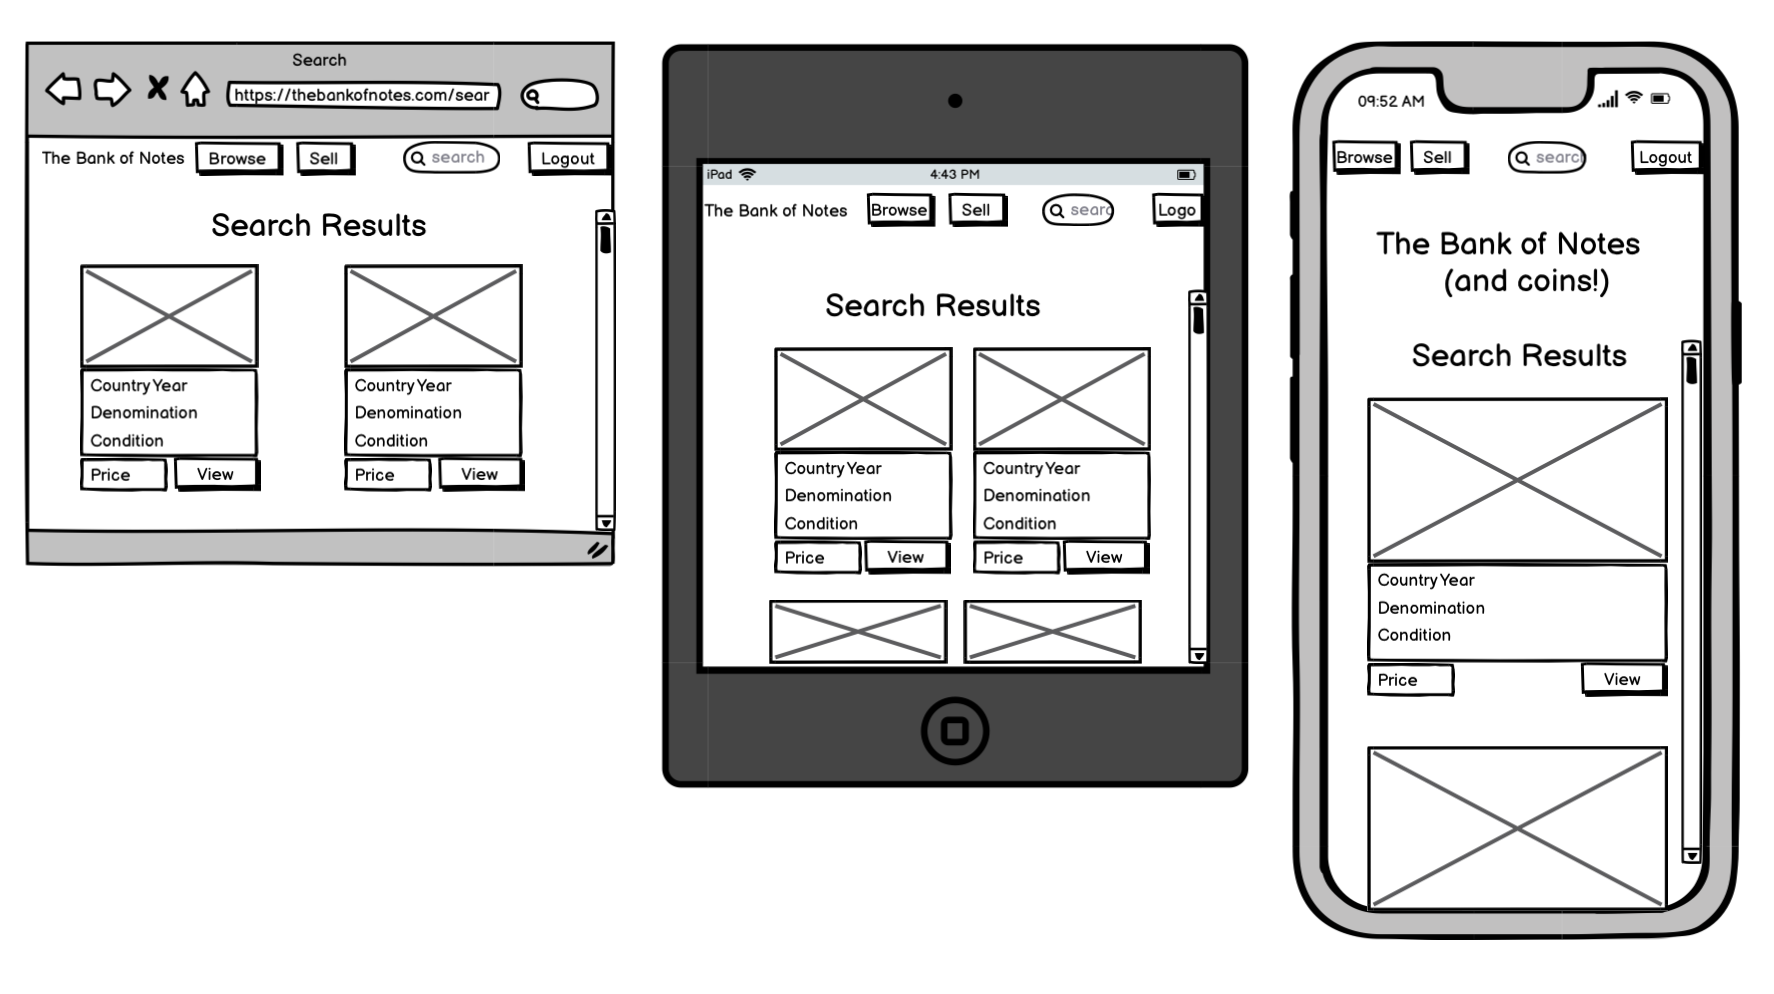 Search
https://thebankofnotes.com/sear
The Bank of Notes Browse Sell search Logout
Search Results
Country Year Country Year
Denomination Denomination
Condition Condition
Price View Price View
iPad 4:43 PM
The Bank of Notes Browse Sell searc Logo
Search Results
Country Year Country Year
Denomination Denomination
Condition Condition
Price View Price View
09:52 AM
Browse Sell searc Logout
The Bank of Notes
(and coins!)
Search Results
Country Year
Denomination
Condition
Price View